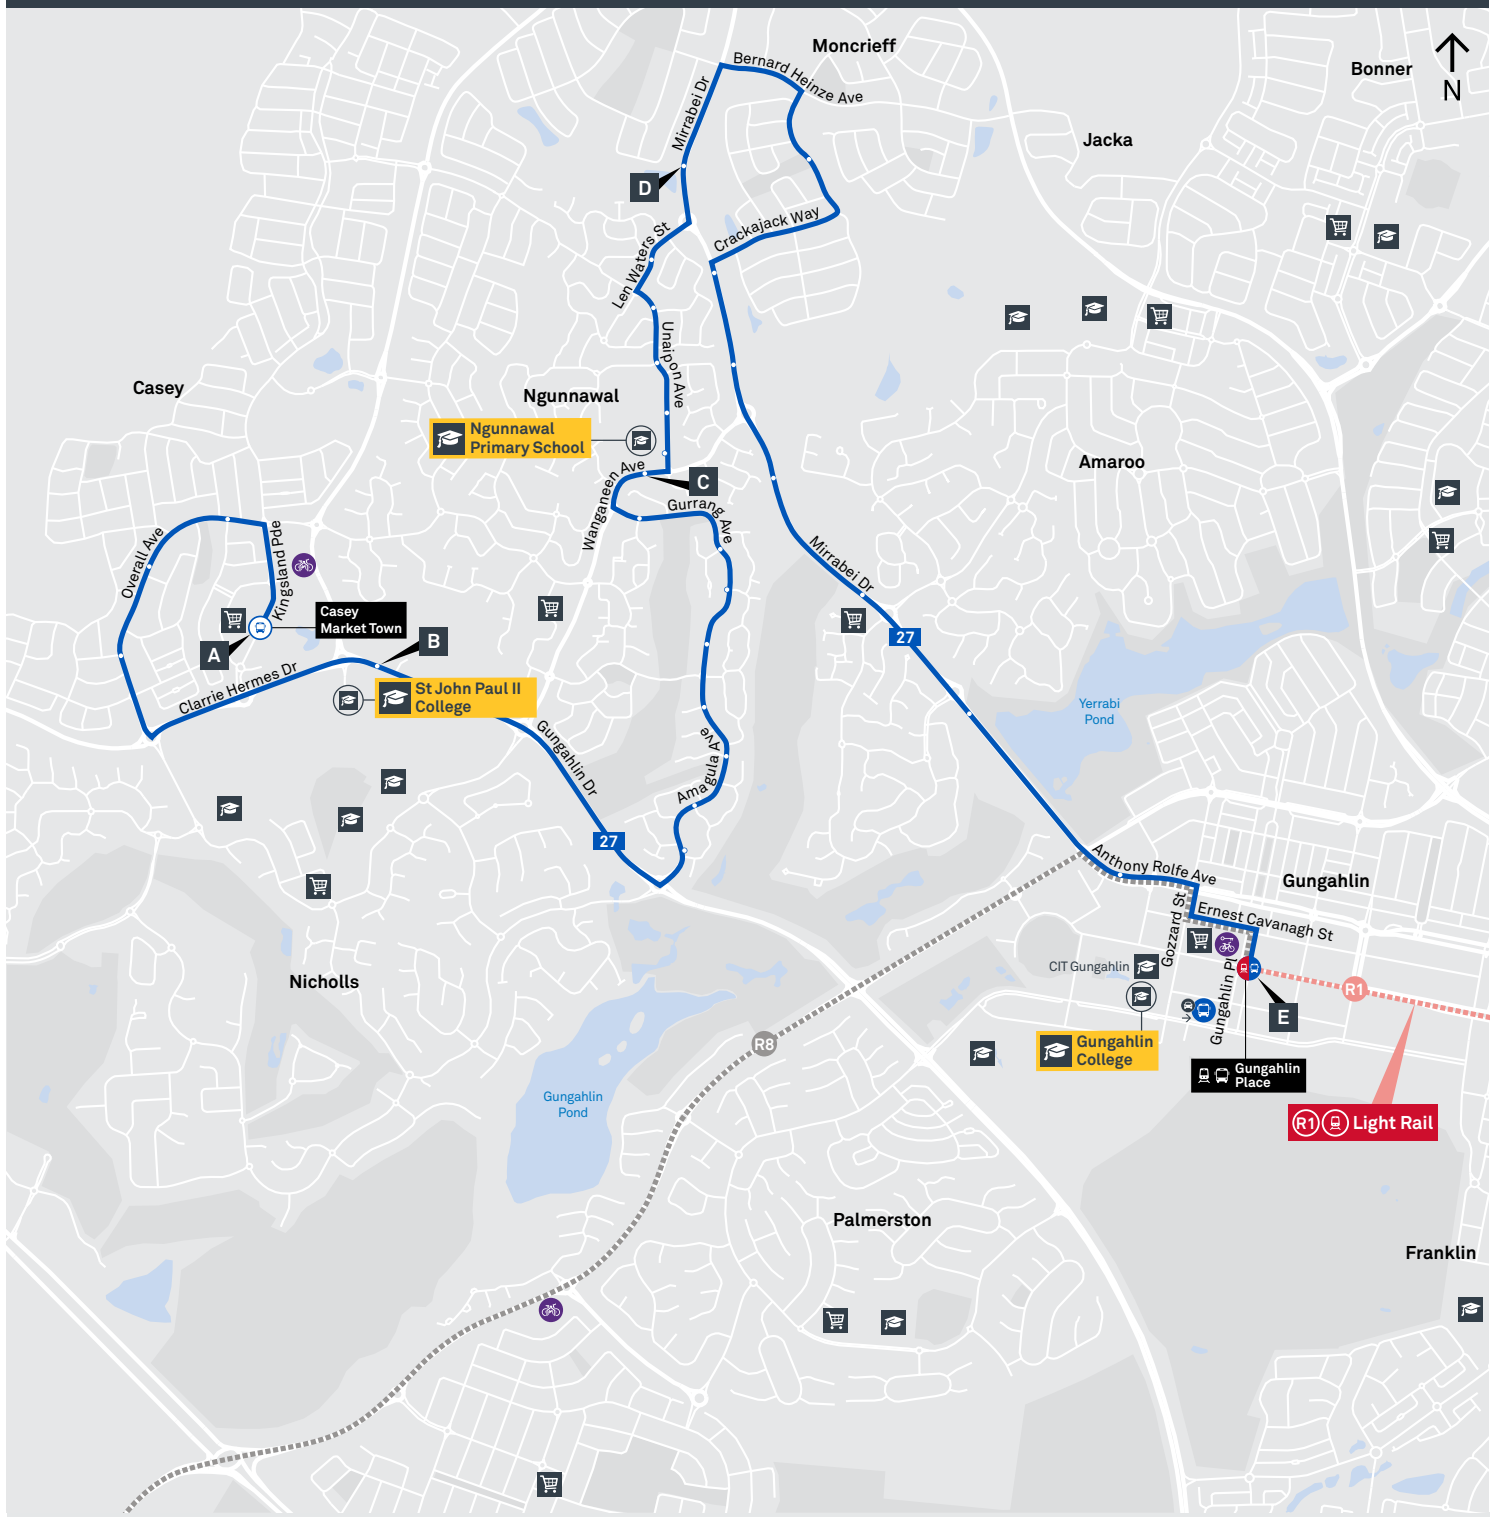 Moncrieff
Bonner
N
Bernard Heinze Ave
Mirrabei Dr
Jacka
D
Crackajack Way
Len Waters St
Unaipon Ave
Casey
Ngunnawal
Ngunnawal
Primary School
Amaroo
Wanganeen Ave
C
Gurrang Ave
Overall Ave
Kingsland Pde
Mirrabei Dr
Casey
Market Town
A
B
27
Clarrie Hermes Dr
St John Paul II
College
Yerrabi
Pond
Gungahlin Dr
Amagula Ave
27
Anthony Rolfe Ave
Gungahlin
Gozzard St
Ernest Cavanagh St
CIT Gungahlin
Gungahlin Pl
Nicholls
R1
E
R8
Gungahlin
College
Gungahlin
Place
Gungahlin
Pond
R1 Light Rail
Palmerston
Franklin